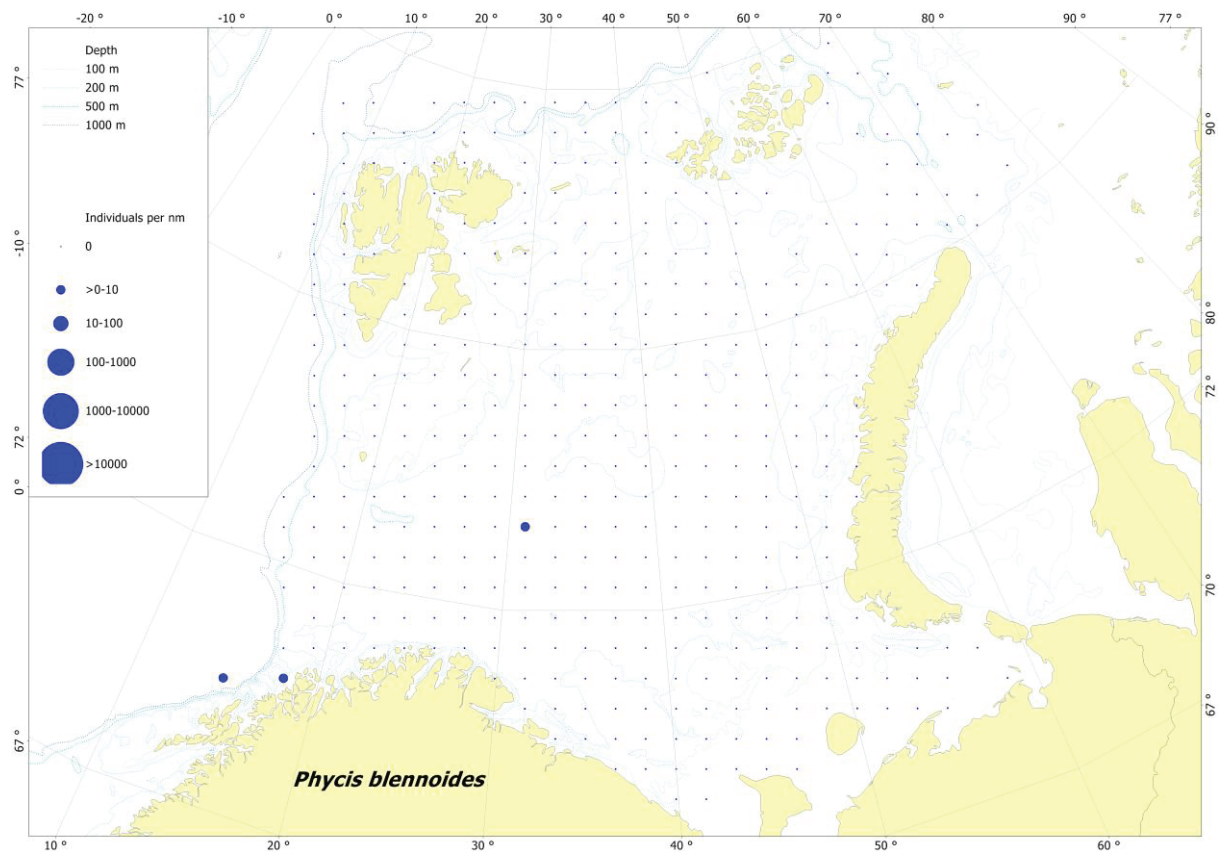 -20 ° -10 ° 0 ° 10 ° 20 ° 25 ° 30 ° 40 ° 50 ° 60 ° 70 ° 80 ° 90 ° 77 °
Depth
100 m
200 m
500 m
1000 m
Individuals per nm
0
>0-10
10-100
100-1000
1000-10000
>10000
77 °
-10 °
72 °
0 °
67 °
90 °
80 °
72 °
70 °
67 °
Phycis blennoides
10 ° 20 ° 30 ° 40 ° 50 ° 60 °